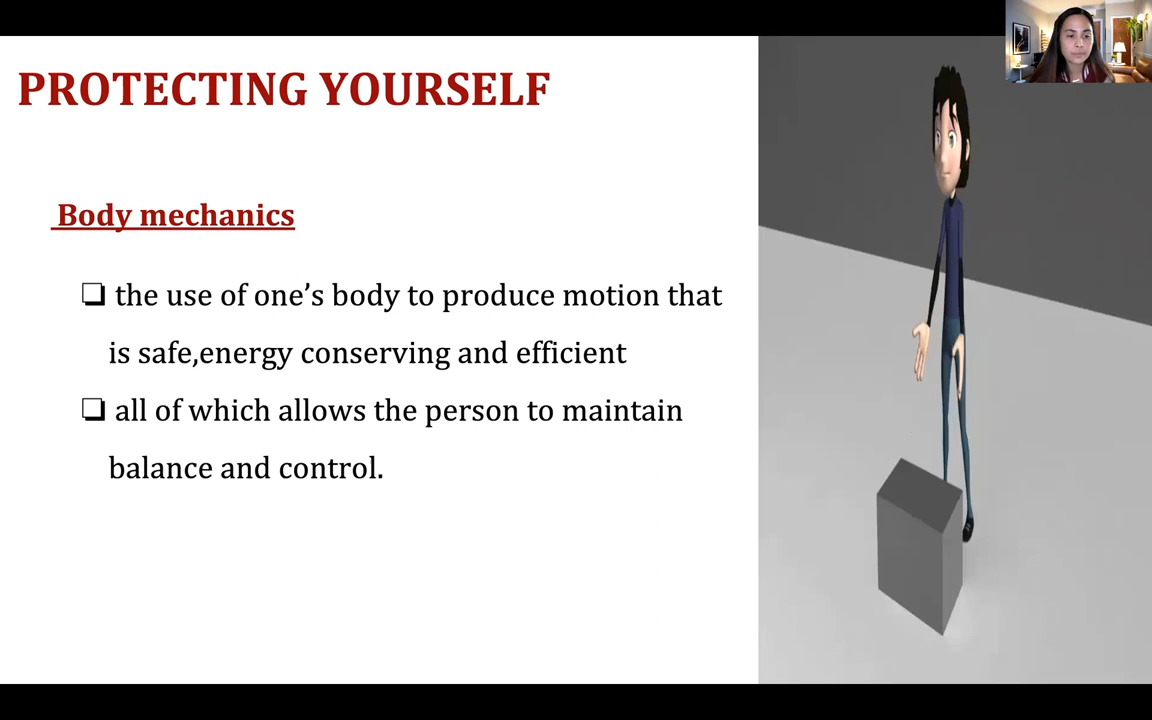 PROTECTING YOURSELF
Body mechanics
❏ the use of one’s body to produce motion that
is safe,energy conserving and efficient
❏ all of which allows the person to maintain
balance and control.